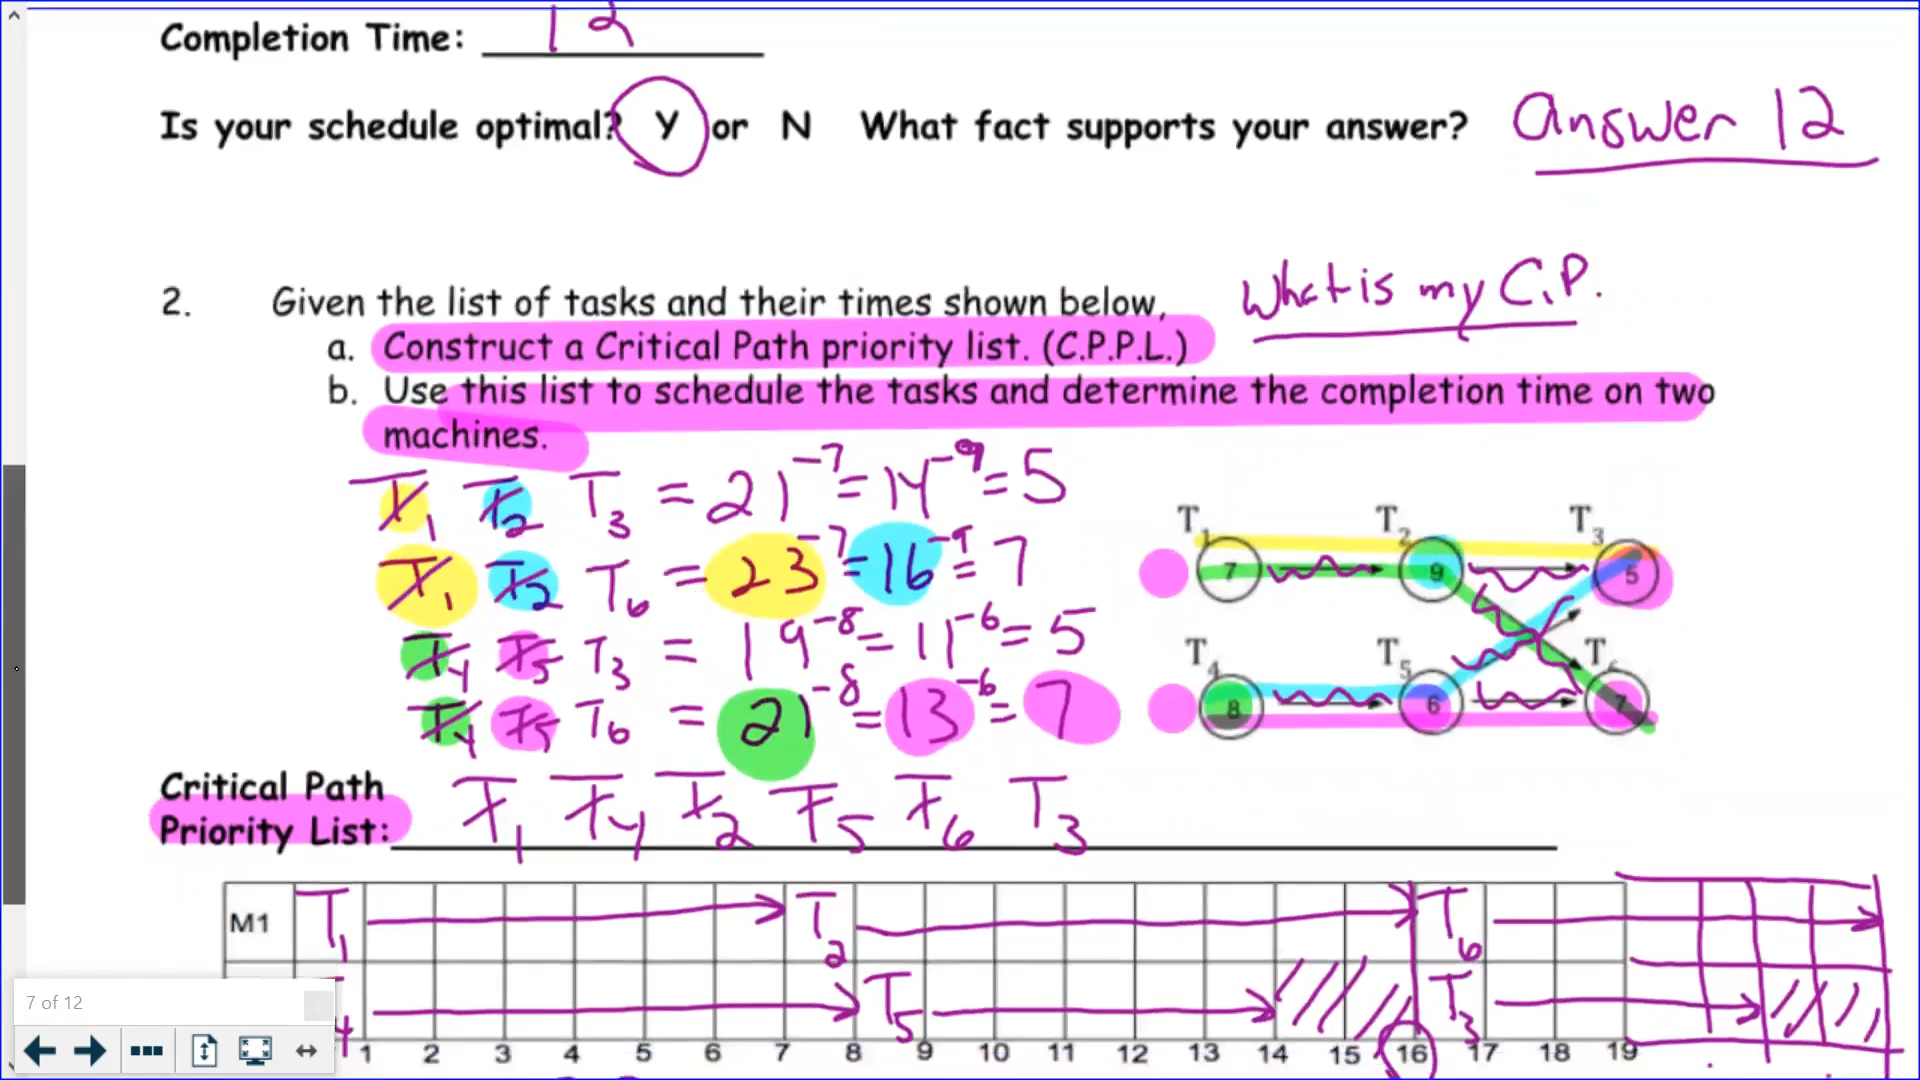 Completion Time: 12
Is your schedule optimal? Y or N What fact supports your answer? Answer 12
2. Given the list of tasks and their times shown below, What is my C.P.
a. Construct a Critical Path priority list. (C.P.P.L.)
b. Use this list to schedule the tasks and determine the completion time on two
machines.
T1 T2 T3 = 21 -7 = 14 -9 = 5
T1 T2 T6 = 23 -7 = 16 -9 = 7
T4 T5 T3 = 19 -8 = 11 -6 = 5
T4 T5 T6 = 21 -8 = 13 -6 = 7
T1 T2 T3
7 9 5
T4 T5 T6
8 6 7
Critical Path
Priority List: T1 T4 T2 T5 T6 T3
M1 T1 T2 T6
4 T5 T3
1 2 3 4 5 6 7 8 9 10 11 12 13 14 15 16 17 18 19
7 of 12